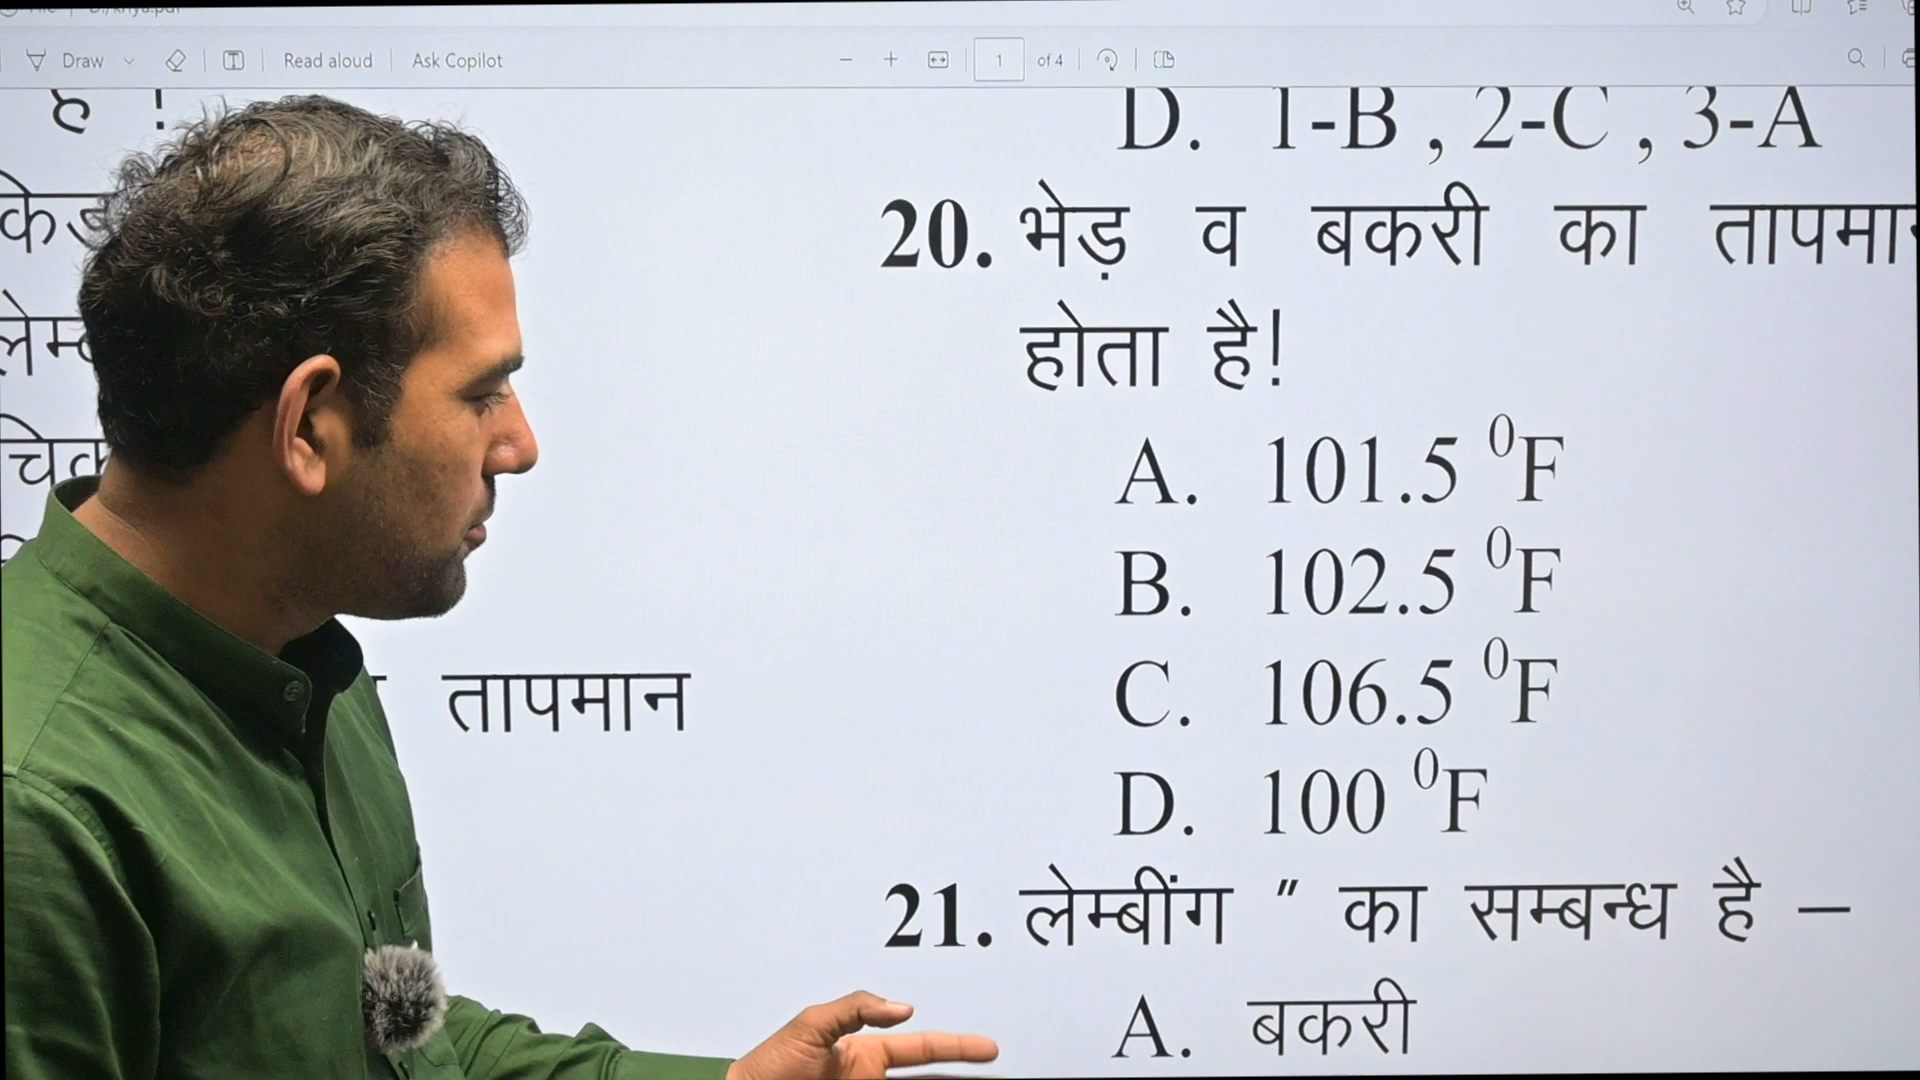 Draw
Read aloud
Ask Copilot
1 of 4
है !
तापमान
D. 1-B , 2-C , 3-A
20. भेड़ व बकरी का
होता है!
A. 101.5 ⁰F
B. 102.5 ⁰F
C. 106.5 ⁰F
D. 100 ⁰F
21. लेम्बींग " का सम्बन्ध है –
A. बकरी